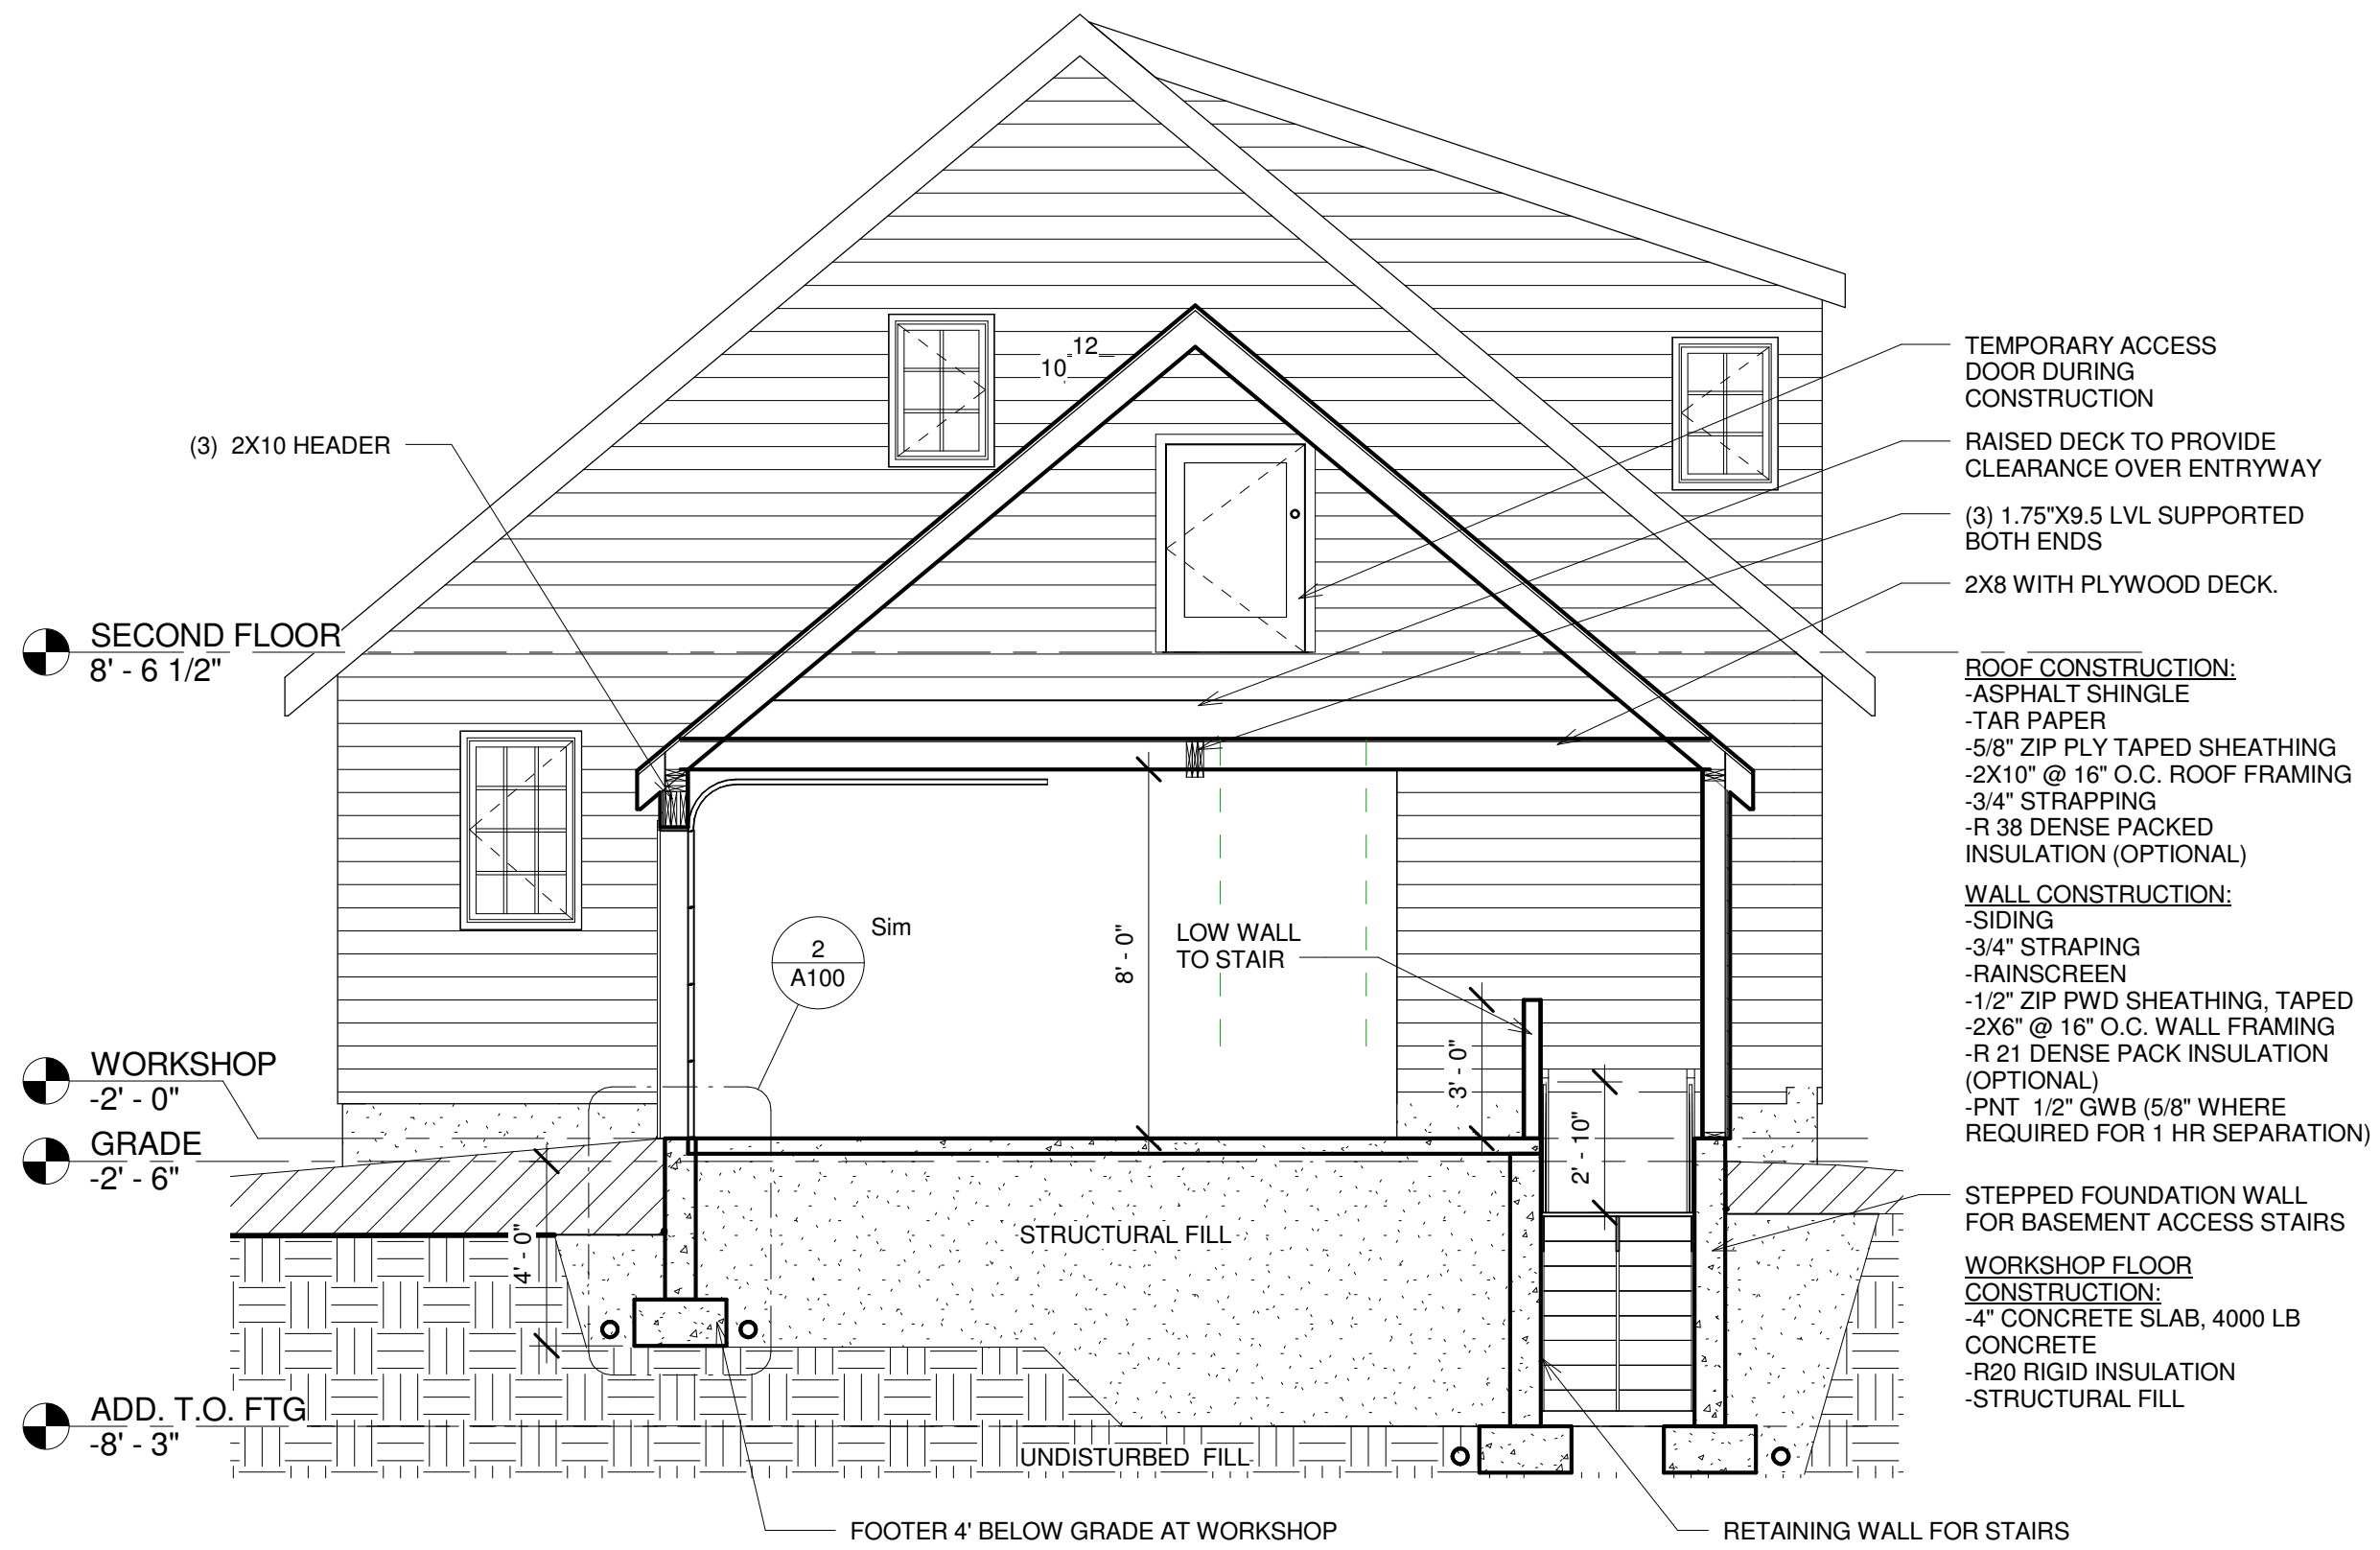 12
10
(3) 2X10 HEADER
SECOND FLOOR
8' - 6 1/2"
2
A100
Sim
8' - 0"
LOW WALL
TO STAIR
3' - 0"
2' - 10"
WORKSHOP
-2' - 0"
GRADE
-2' - 6"
4' - 0"
STRUCTURAL FILL
ADD. T.O. FTG
-8' - 3"
UNDISTURBED FILL
FOOTER 4' BELOW GRADE AT WORKSHOP
RETAINING WALL FOR STAIRS
TEMPORARY ACCESS
DOOR DURING
CONSTRUCTION
RAISED DECK TO PROVIDE
CLEARANCE OVER ENTRYWAY
(3) 1.75"X9.5 LVL SUPPORTED
BOTH ENDS
2X8 WITH PLYWOOD DECK.
ROOF CONSTRUCTION:
-ASPHALT SHINGLE
-TAR PAPER
-5/8" ZIP PLY TAPED SHEATHING
-2X10" @ 16" O.C. ROOF FRAMING
-3/4" STRAPPING
-R 38 DENSE PACKED
INSULATION (OPTIONAL)
WALL CONSTRUCTION:
-SIDING
-3/4" STRAPING
-RAINSCREEN
-1/2" ZIP PWD SHEATHING, TAPED
-2X6" @ 16" O.C. WALL FRAMING
-R 21 DENSE PACK INSULATION
(OPTIONAL)
-PNT 1/2" GWB (5/8" WHERE
REQUIRED FOR 1 HR SEPARATION)
STEPPED FOUNDATION WALL
FOR BASEMENT ACCESS STAIRS
WORKSHOP FLOOR
CONSTRUCTION:
-4" CONCRETE SLAB, 4000 LB
CONCRETE
-R20 RIGID INSULATION
-STRUCTURAL FILL